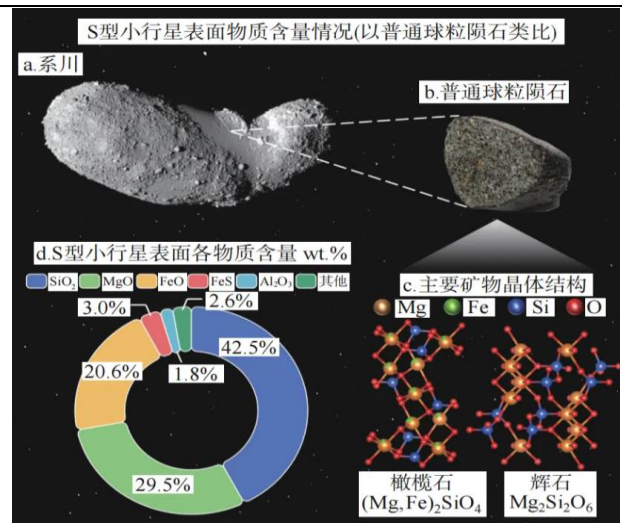 S型小行星表面物质含量情况(以普通球粒陨石类比)
a.系川
b.普通球粒陨石
d.S型小行星表面各物质含量 wt.%
SiO₂ MgO FeO FeS Al₂O₃ 其他
3.0%
2.6%
42.5%
20.6%
1.8%
29.5%
c.主要矿物晶体结构
Mg Fe Si O
橄榄石
(Mg,Fe)₂SiO₄
辉石
Mg₂Si₂O₆